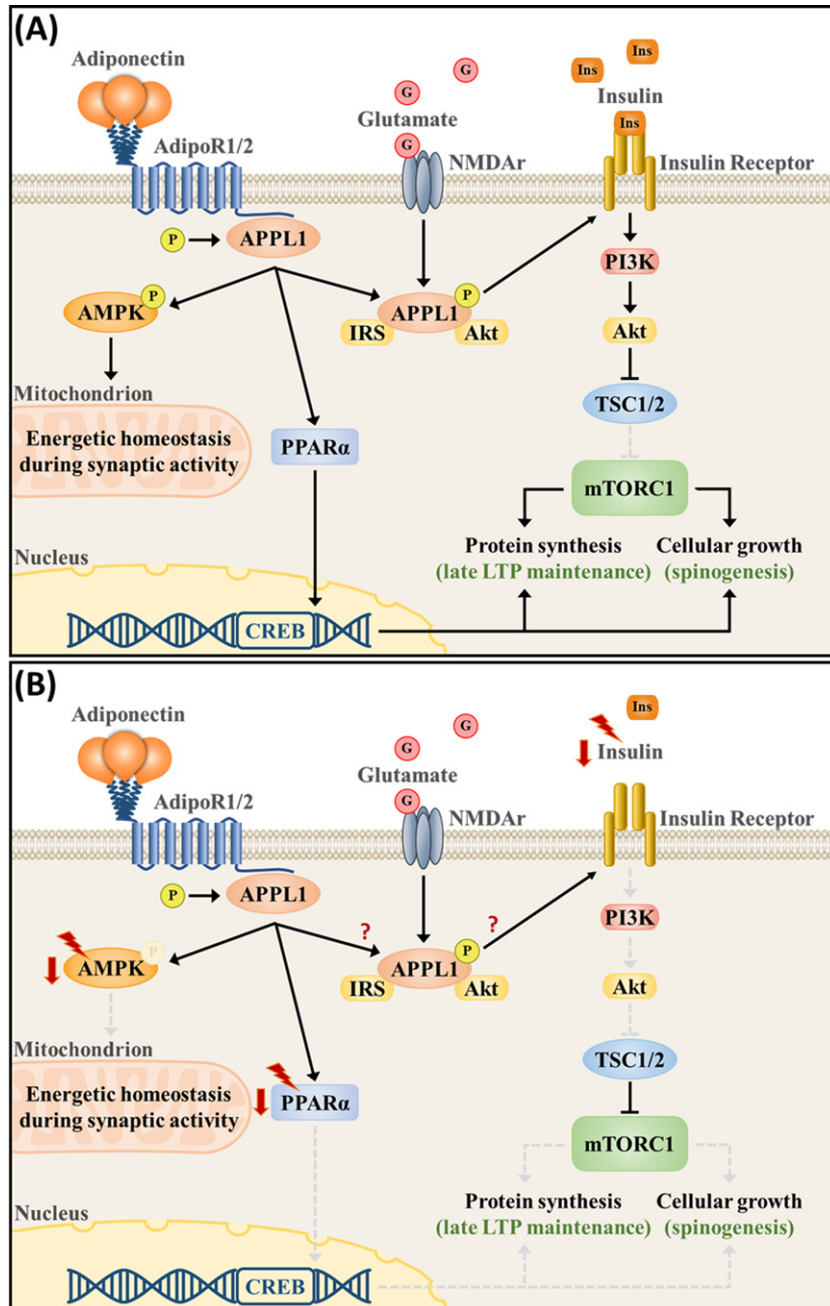 (A)
Adiponectin
AdipoR1/2
G
G
Glutamate
G
NMDAr
Ins
Ins
Insulin
Ins
Insulin Receptor
P
APPL1
PI3K
AMPK
P
APPL1
P
IRS
Akt
Akt
Mitochondrion
Energetic homeostasis
during synaptic activity
PPARα
TSC1/2
mTORC1
Protein synthesis
(late LTP maintenance)
Cellular growth
(spinogenesis)
Nucleus
CREB
(B)
Adiponectin
AdipoR1/2
G
G
Glutamate
G
NMDAr
Ins
Insulin
Insulin Receptor
P
APPL1
PI3K
AMPK
P
?
?
APPL1
P
IRS
Akt
Akt
Mitochondrion
Energetic homeostasis
during synaptic activity
PPARα
TSC1/2
mTORC1
Protein synthesis
(late LTP maintenance)
Cellular growth
(spinogenesis)
Nucleus
CREB